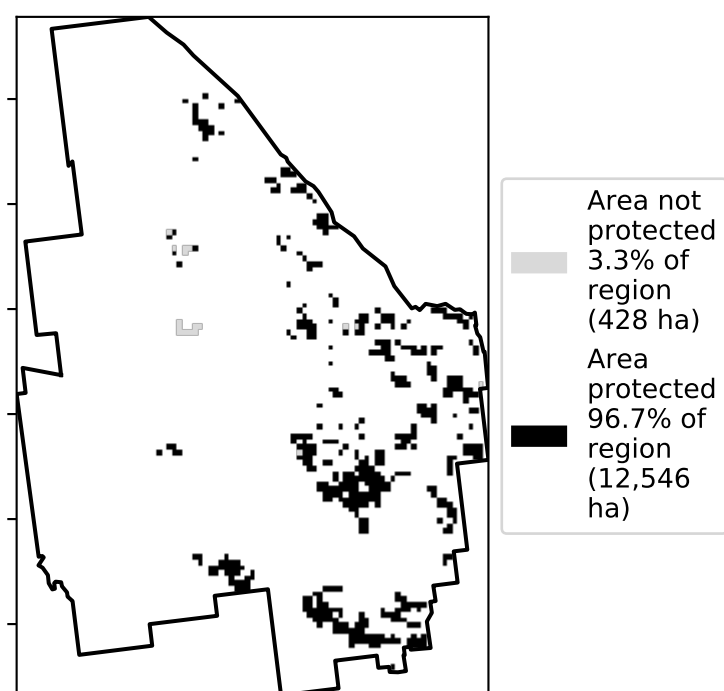 Area not
protected
3.3% of
region
(428 ha)
Area
protected
96.7% of
region
(12,546
ha)